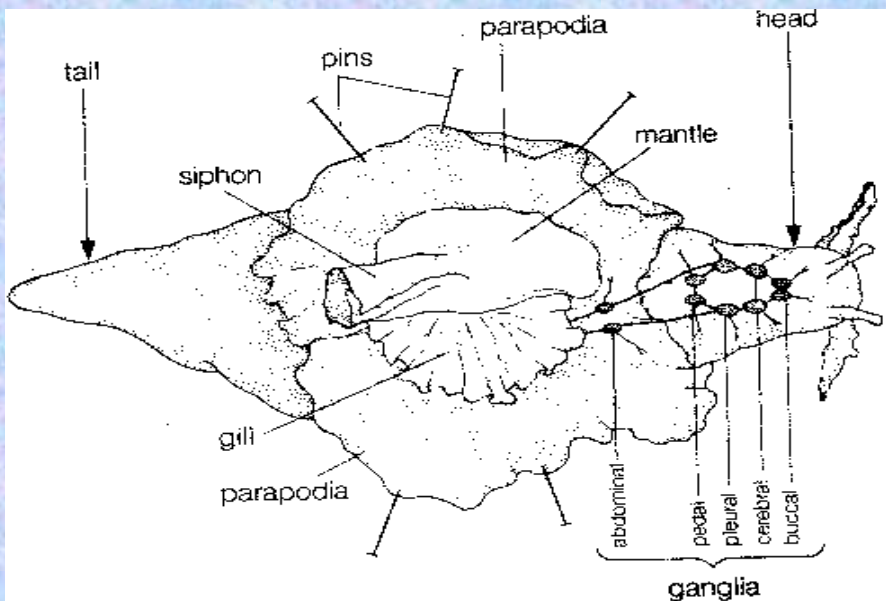 head
parapodia
pins
tail
mantle
siphon
gill
parapodia
abdominal
pedal
pleural
cerebral
buccal
ganglia